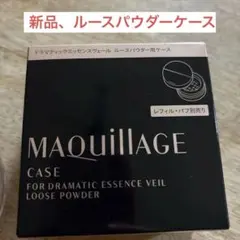 新品、ルースパウダーケース
ドラマティックエッセンスヴェール ルースパウダー用ケース
レフィル・パフ別売り
MAQuillAGE
CASE
FOR DRAMATIC ESSENCE VEIL
LOOSE POWDER